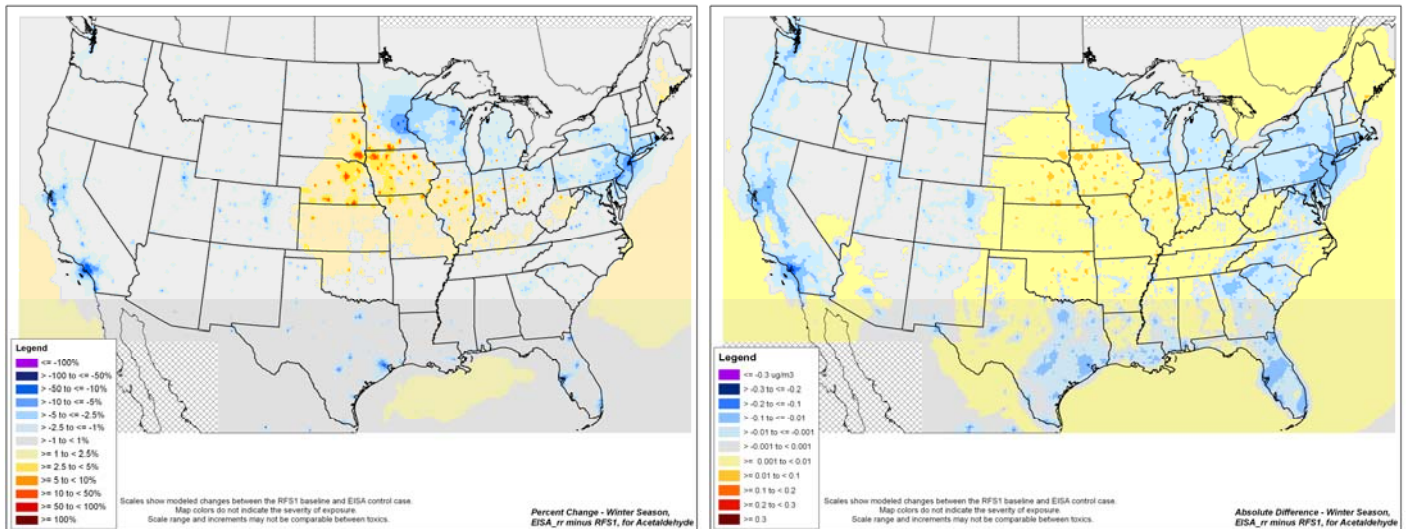 Legend
<= -100%
> -100 to <= -50%
> -50 to <= -10%
> -10 to <= -5%
> -5 to <= -2.5%
> -2.5 to <= -1%
> -1 to < 1%
>= 1 to < 2.5%
>= 2.5 to < 5%
>= 5 to < 10%
>= 10 to < 50%
>= 50 to < 100%
>= 100%
Scales show modeled changes between the RFS1 baseline and EISA control case.
Map colors do not indicate the severity of exposure.
Scale range and increments may not be comparable between toxics.
Percent Change - Winter Season,
EISA_rr minus RFS1, for Acetaldehyde
Legend
<= -0.3 ug/m3
> -0.3 to <= -0.2
> -0.2 to <= -0.1
> -0.1 to <= -0.01
> -0.01 to <= -0.001
> -0.001 to < 0.001
>= 0.001 to < 0.01
>= 0.01 to < 0.1
>= 0.1 to < 0.2
>= 0.2 to < 0.3
>= 0.3
Scales show modeled changes between the RFS1 baseline and EISA control case.
Map colors do not indicate the severity of exposure.
Scale range and increments may not be comparable between toxics.
Absolute Difference - Winter Season,
EISA_rr minus RFS1, for Acetaldehyde